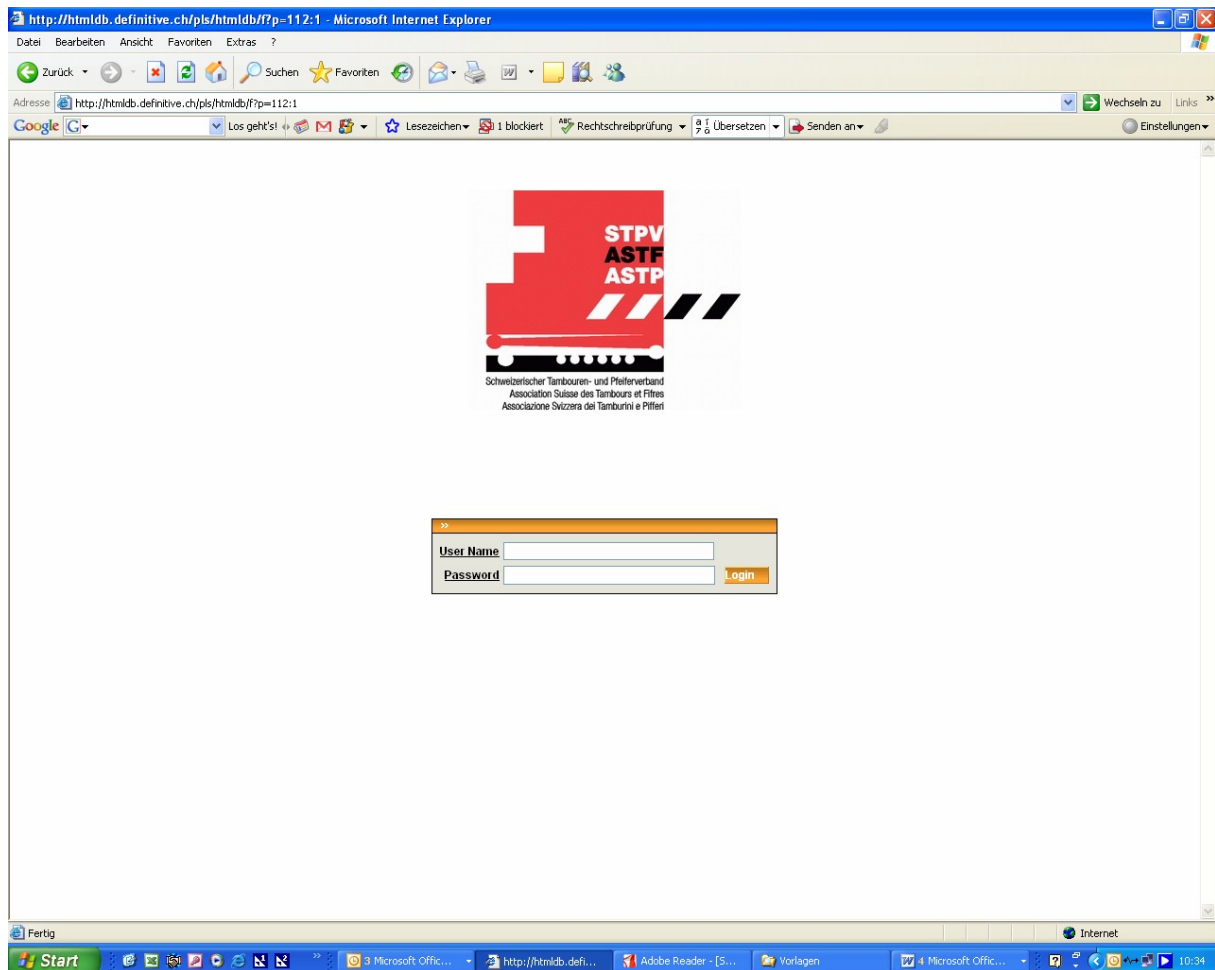 http://htmldb.definitive.ch/pls/htmldb/f?p=112:1 - Microsoft Internet Explorer
Datei Bearbeiten Ansicht Favoriten Extras ?
Zurück Suchen Favoriten
Adresse http://htmldb.definitive.ch/pls/htmldb/f?p=112:1 Wechseln zu Links »
Google G Los geht's! Lesezeichen 1 blockiert ABC Rechtschreibprüfung Übersetzen Senden an Einstellungen
STPV
ASTF
ASTP
Schweizerischer Tambouren- und Pfeiferverband
Association Suisse des Tambours et Fifres
Associazione Svizzera dei Tamburini e Pifferi
»
User Name
Password Login
Fertig Internet
Start » 3 Microsoft Offic... http://htmldb.defi... Adobe Reader - [S... Vorlagen 4 Microsoft Offic... 10:34